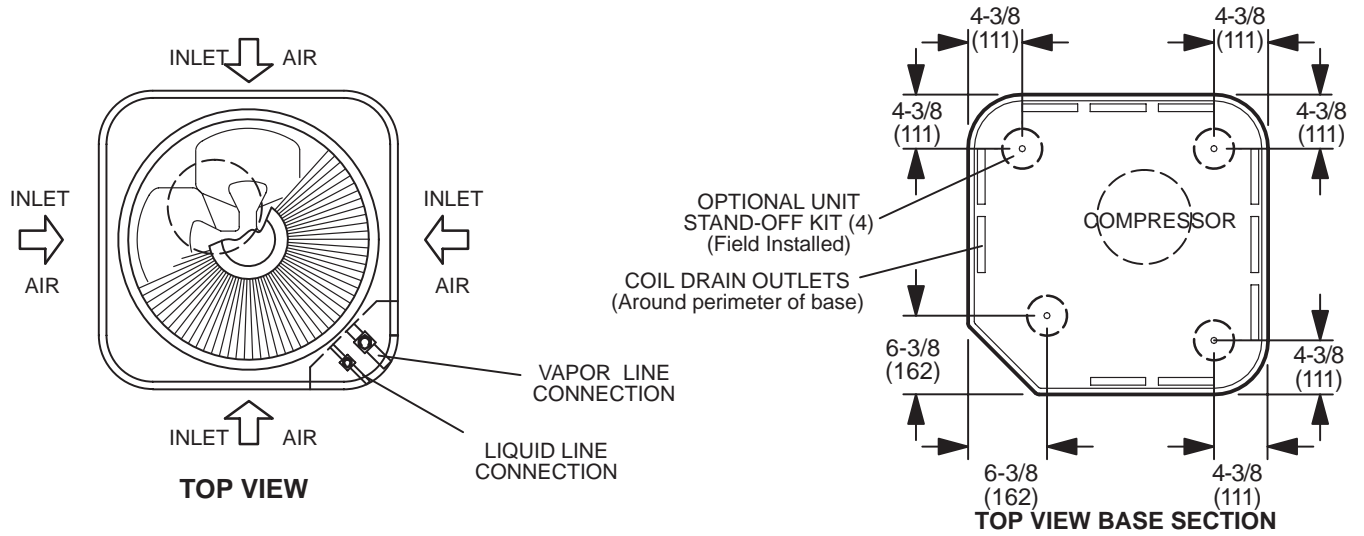 INLET AIR
INLET
AIR
INLET
AIR
INLET AIR
VAPOR LINE
CONNECTION
LIQUID LINE
CONNECTION
TOP VIEW
4-3/8
(111)
4-3/8
(111)
4-3/8
(111)
4-3/8
(111)
OPTIONAL UNIT
STAND-OFF KIT (4)
(Field Installed)
COMPRESSOR
COIL DRAIN OUTLETS
(Around perimeter of base)
6-3/8
(162)
4-3/8
(111)
6-3/8
(162)
4-3/8
(111)
TOP VIEW BASE SECTION